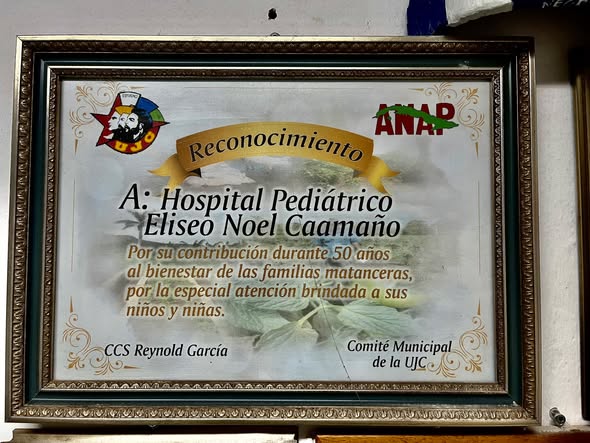 UJC
ANAP
Reconocimiento
A: Hospital Pediátrico
Eliseo Noel Caamaño
Por su contribución durante 50 años
al bienestar de las familias matanceras,
por la especial atención brindada a sus
niños y niñas.
CCS Reynold García
Comité Municipal
de la UJC